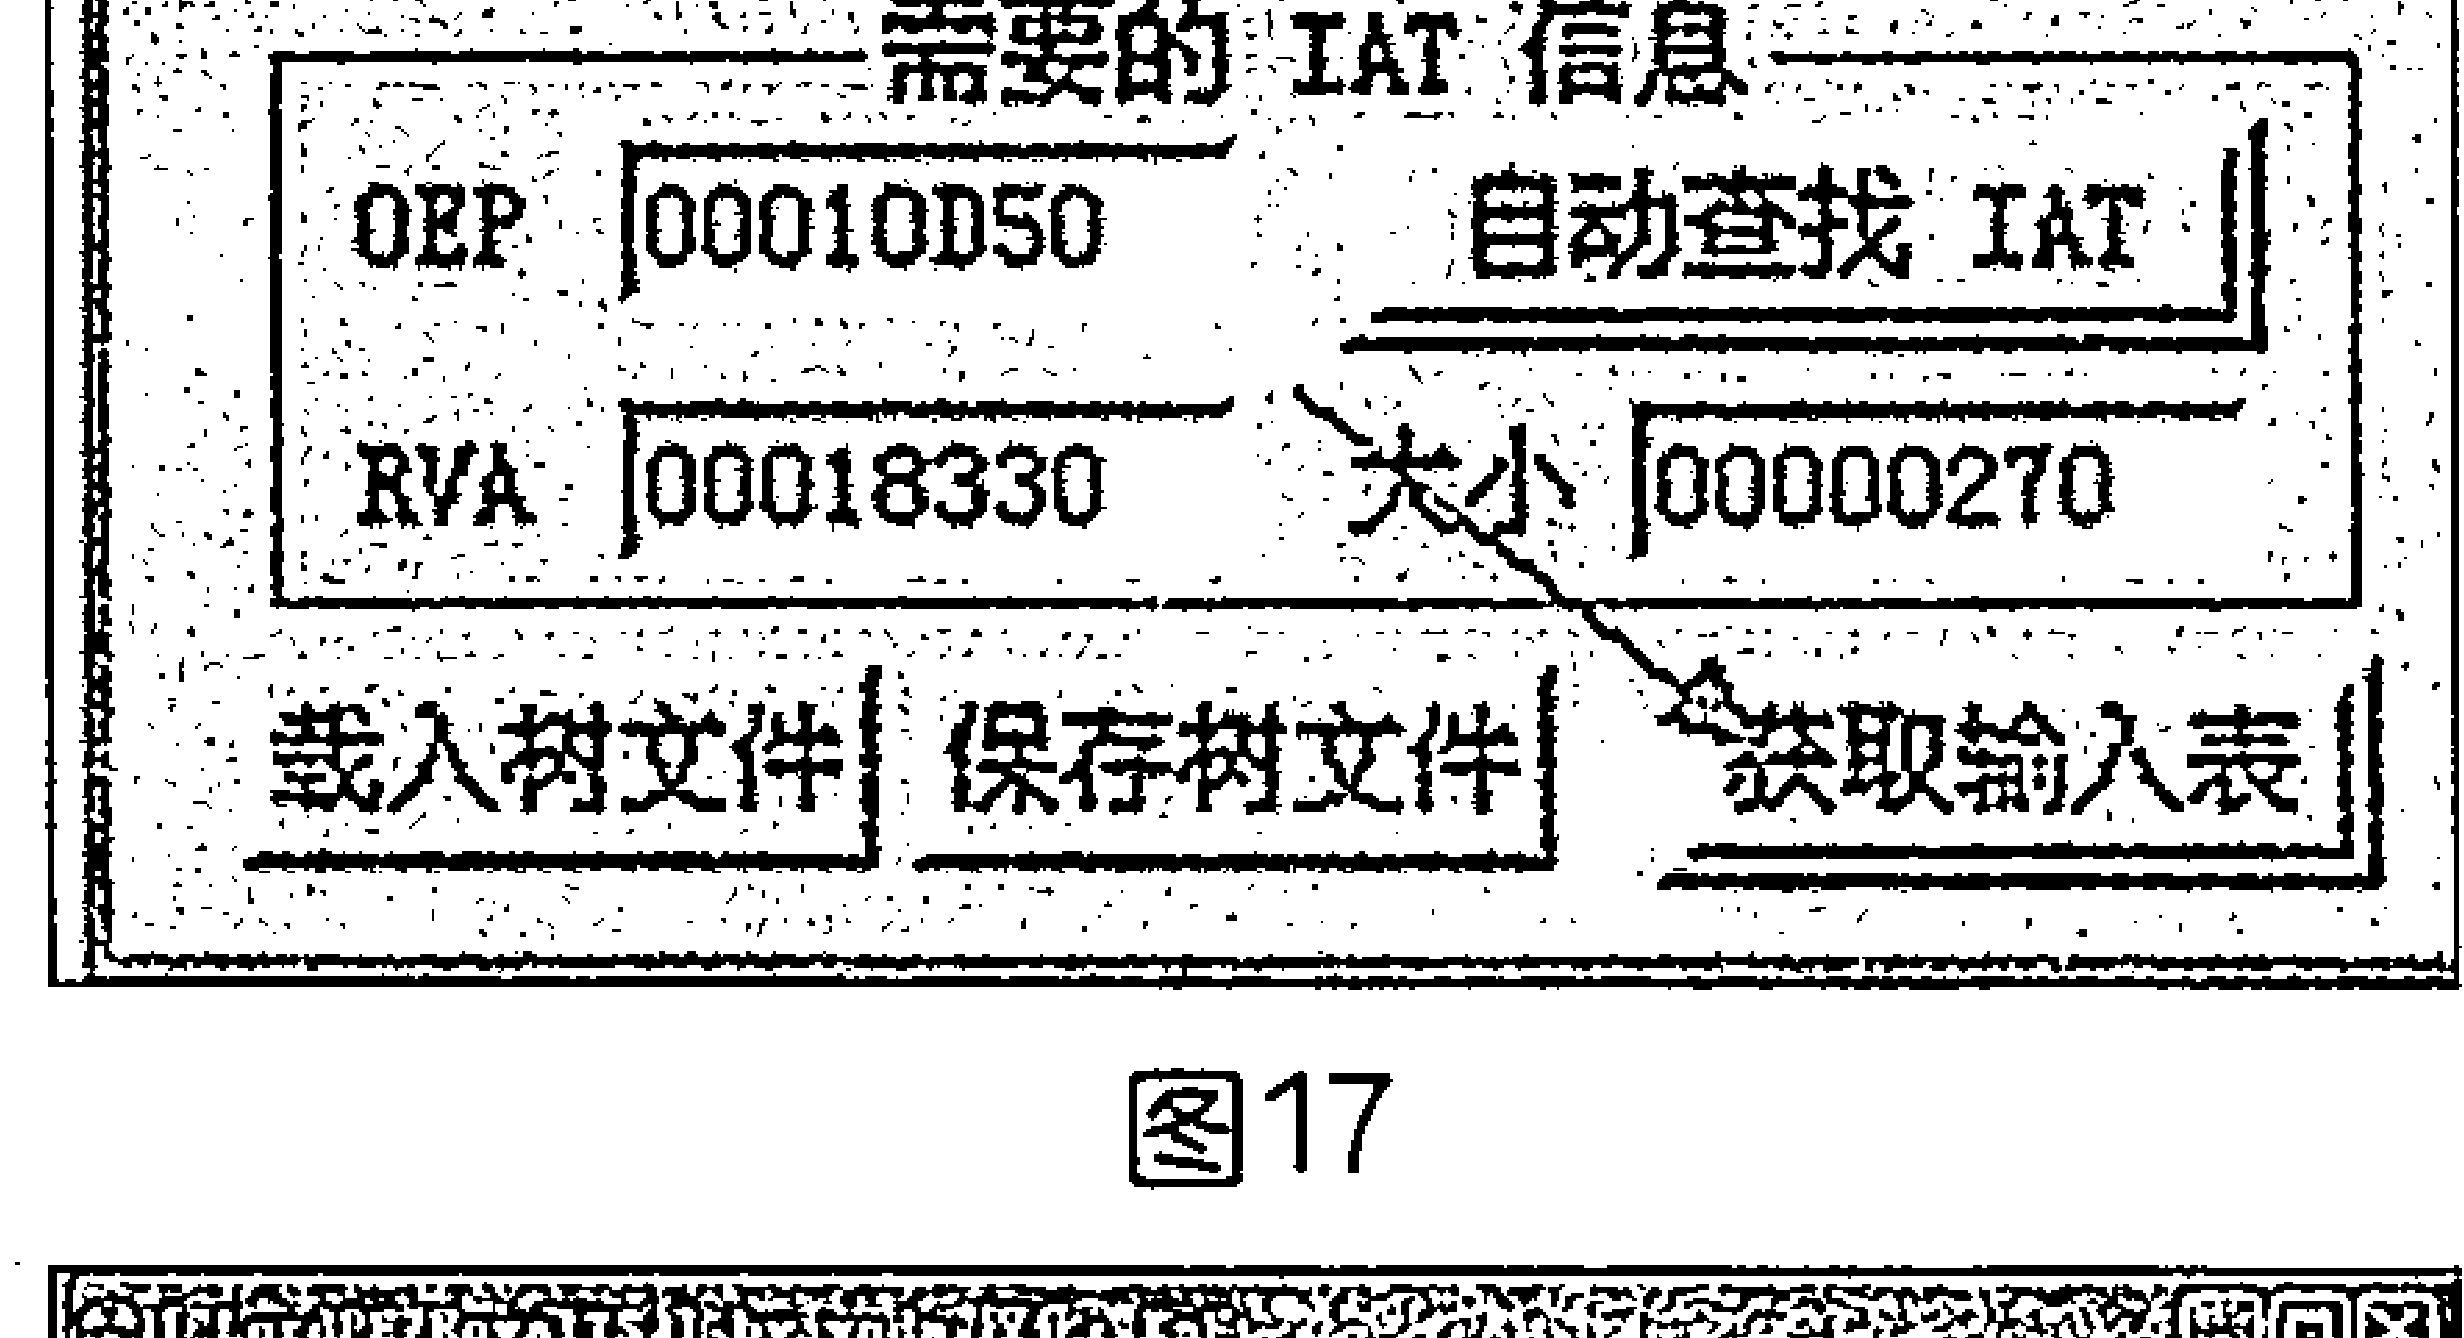 需要的 IAT 信息
OEP 00010D50 自动查找 IAT
RVA 00018330 大小 00000270
载入树文件 保存树文件 获取输入表
图17